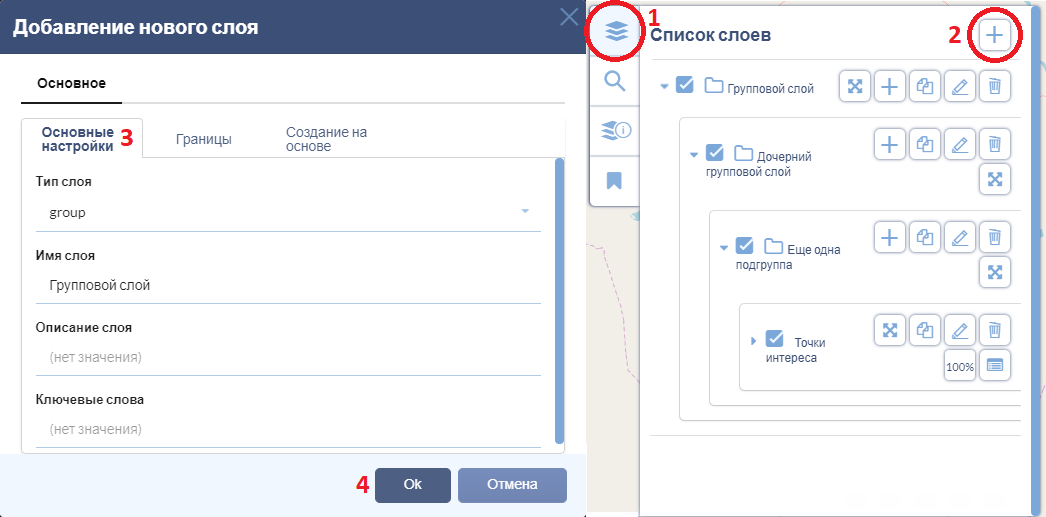 Добавление нового слоя
Основное
Основные
настройки
3
Границы
Создание на
основе
Тип слоя
group
Имя слоя
Групповой слой
Описание слоя
(нет значения)
Ключевые слова
(нет значения)
4
Ok
Отмена
1
Список слоев
2
Групповой слой
Дочерний
групповой слой
Еще одна
подгруппа
Точки
интереса
100%